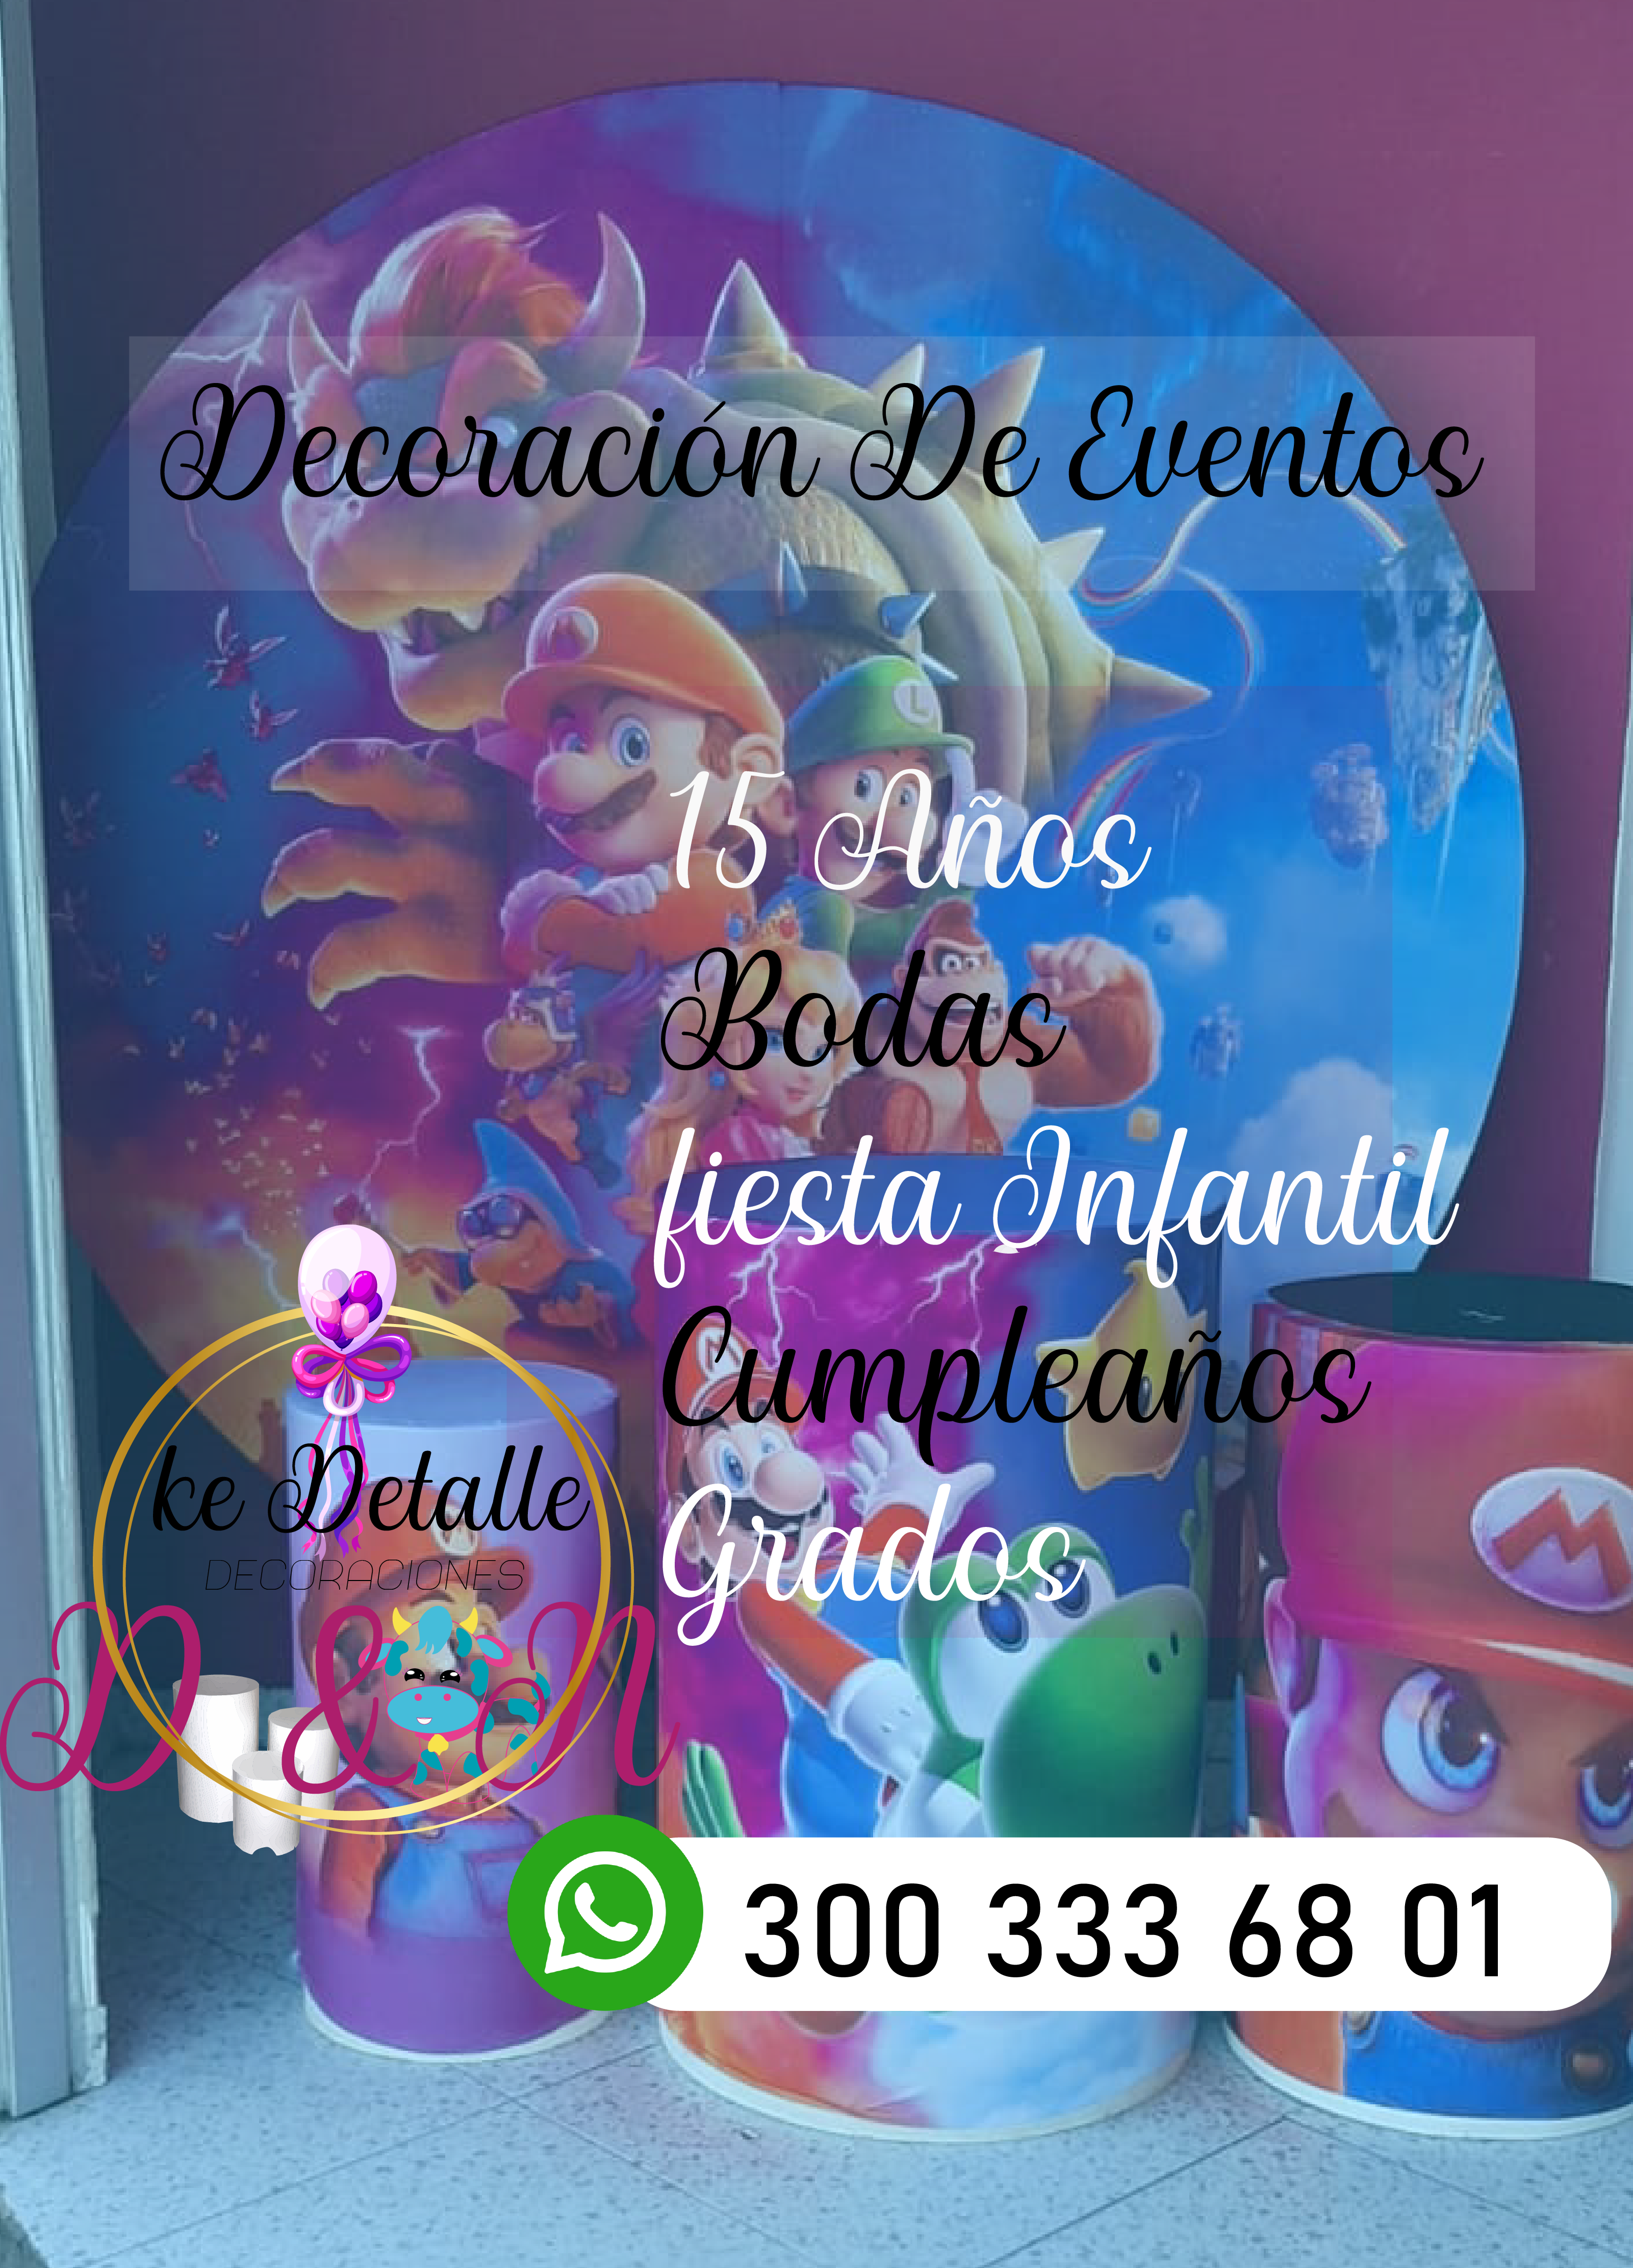 Decoración De Eventos
15 Años
Bodas
fiesta Infantil
Cumpleaños
Grados
ke Detalle
DECORACIONES
D & N
300 333 68 01